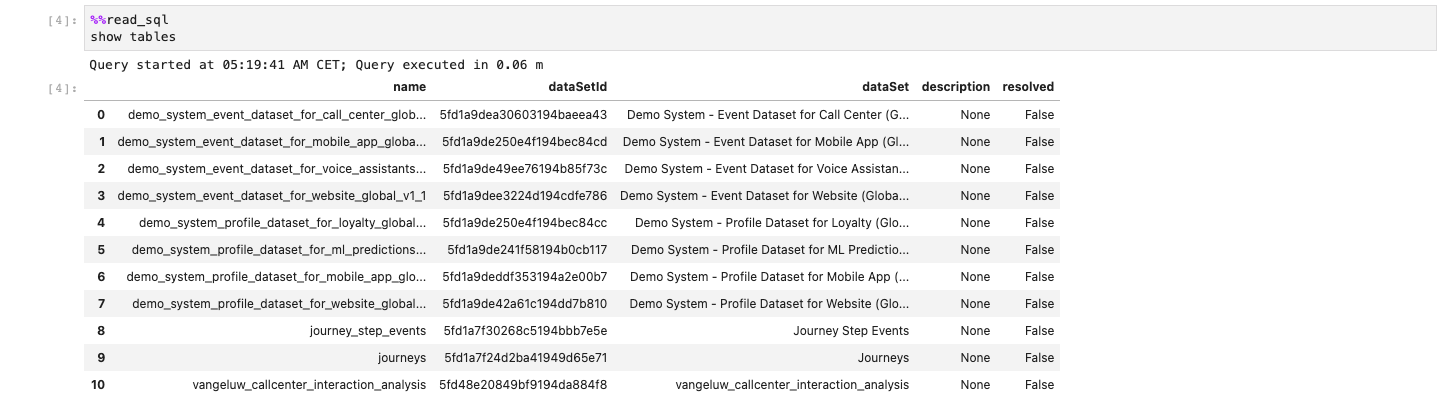 [4]: %%read_sql
show tables
Query started at 05:19:41 AM CET; Query executed in 0.06 m
[4]: name dataSetId dataSet description resolved
0 demo_system_event_dataset_for_call_center_glob... 5fd1a9dea30603194baeea43 Demo System - Event Dataset for Call Center (G... None False
1 demo_system_event_dataset_for_mobile_app_globa... 5fd1a9de250e4f194bec84cd Demo System - Event Dataset for Mobile App (Gl... None False
2 demo_system_event_dataset_for_voice_assistants... 5fd1a9de49ee76194b85f73c Demo System - Event Dataset for Voice Assistan... None False
3 demo_system_event_dataset_for_website_global_v1_1 5fd1a9dee3224d194cdfe786 Demo System - Event Dataset for Website (Globa... None False
4 demo_system_profile_dataset_for_loyalty_global... 5fd1a9de250e4f194bec84cc Demo System - Profile Dataset for Loyalty (Glo... None False
5 demo_system_profile_dataset_for_ml_predictions... 5fd1a9de241f58194b0cb117 Demo System - Profile Dataset for ML Predictio... None False
6 demo_system_profile_dataset_for_mobile_app_glo... 5fd1a9deddf353194a2e00b7 Demo System - Profile Dataset for Mobile App (... None False
7 demo_system_profile_dataset_for_website_global... 5fd1a9de42a61c194dd7b810 Demo System - Profile Dataset for Website (Glo... None False
8 journey_step_events 5fd1a7f30268c5194bbb7e5e Journey Step Events None False
9 journeys 5fd1a7f24d2ba41949d65e71 Journeys None False
10 vangeluw_callcenter_interaction_analysis 5fd48e20849bf9194da884f8 vangeluw_callcenter_interaction_analysis None False